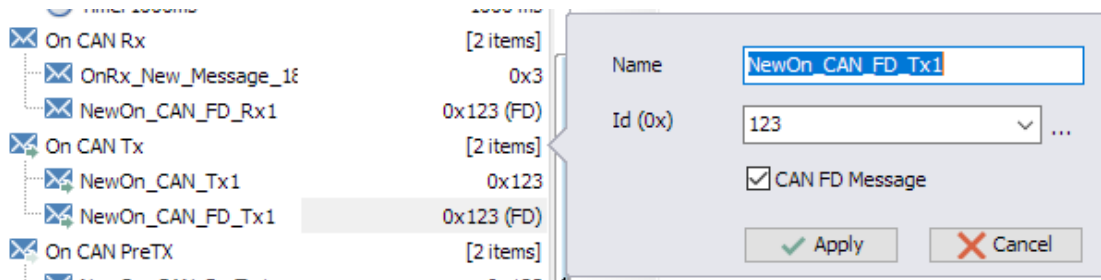 On CAN Rx [2 items]
OnRx_New_Message_18 0x3
NewOn_CAN_FD_Rx1 0x123 (FD)
On CAN Tx [2 items]
NewOn_CAN_Tx1 0x123
NewOn_CAN_FD_Tx1 0x123 (FD)
On CAN PreTX [2 items]
Name NewOn_CAN_FD_Tx1
Id (0x) 123 ...
CAN FD Message
Apply Cancel